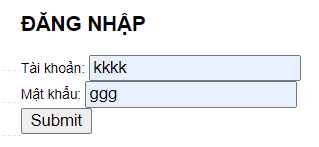 ĐĂNG NHẬP
Tài khoản: kkkk
Mật khẩu: ggg
Submit